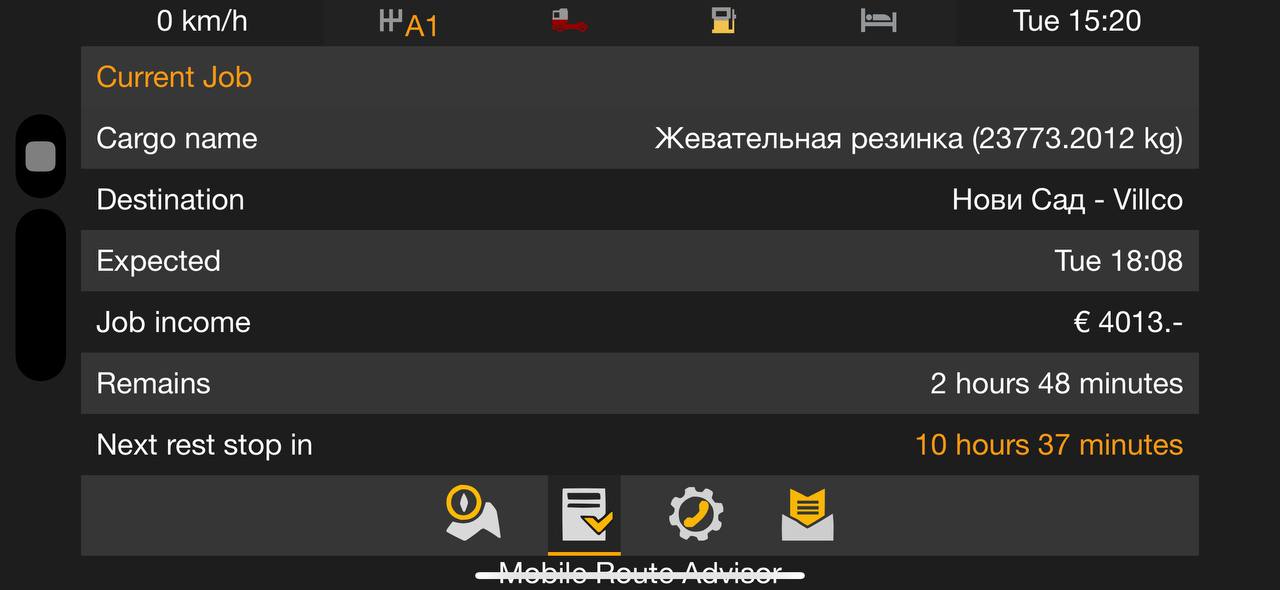 0 km/h A1 Tue 15:20
Current Job
Cargo name Жевательная резинка (23773.2012 kg)
Destination Нови Сад - Villco
Expected Tue 18:08
Job income € 4013.-
Remains 2 hours 48 minutes
Next rest stop in 10 hours 37 minutes
Mobile Route Advisor